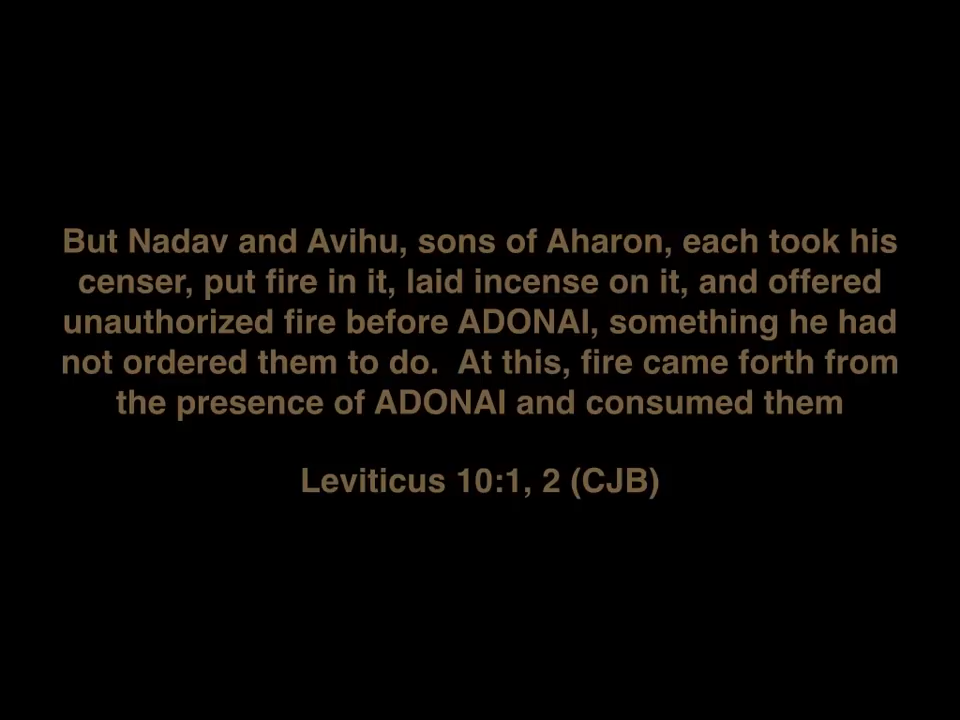 But Nadav and Avihu, sons of Aharon, each took his
censer, put fire in it, laid incense on it, and offered
unauthorized fire before ADONAI, something he had
not ordered them to do.  At this, fire came forth from
the presence of ADONAI and consumed them
Leviticus 10:1, 2 (CJB)